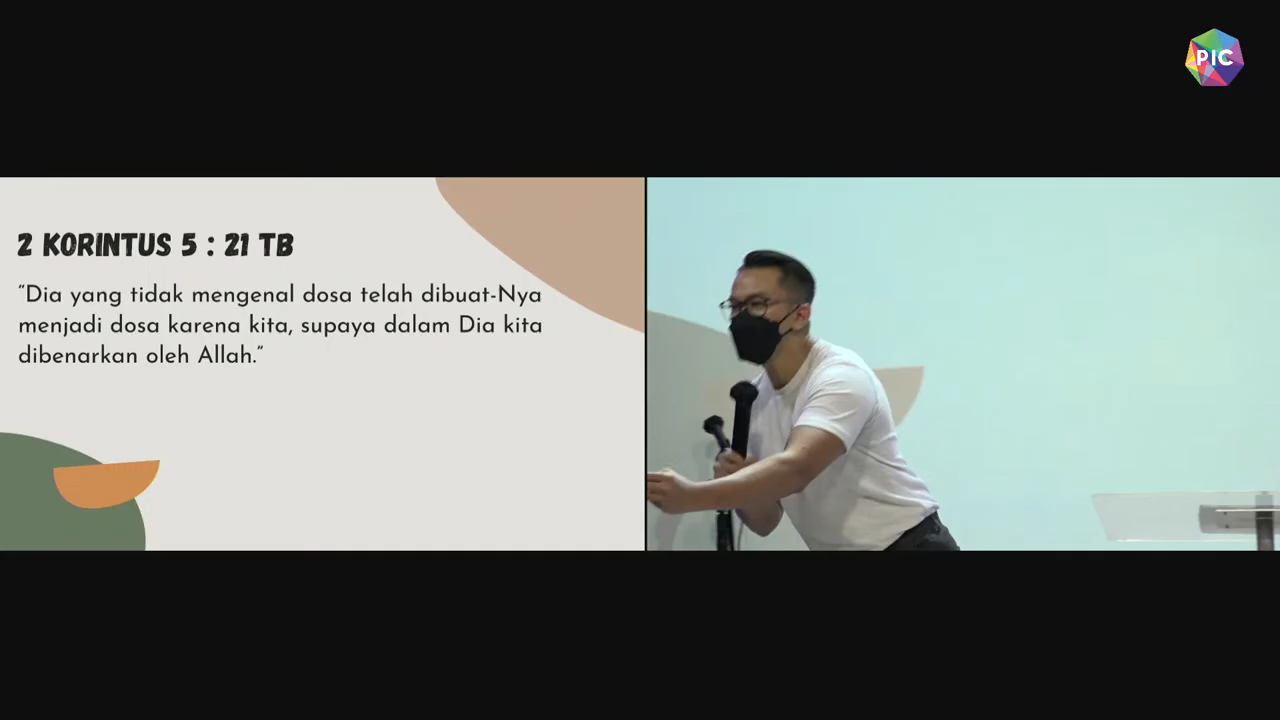 PIC
2 KORINTUS 5 : 21 TB
“Dia yang tidak mengenal dosa telah dibuat-Nya
menjadi dosa karena kita, supaya dalam Dia kita
dibenarkan oleh Allah.”